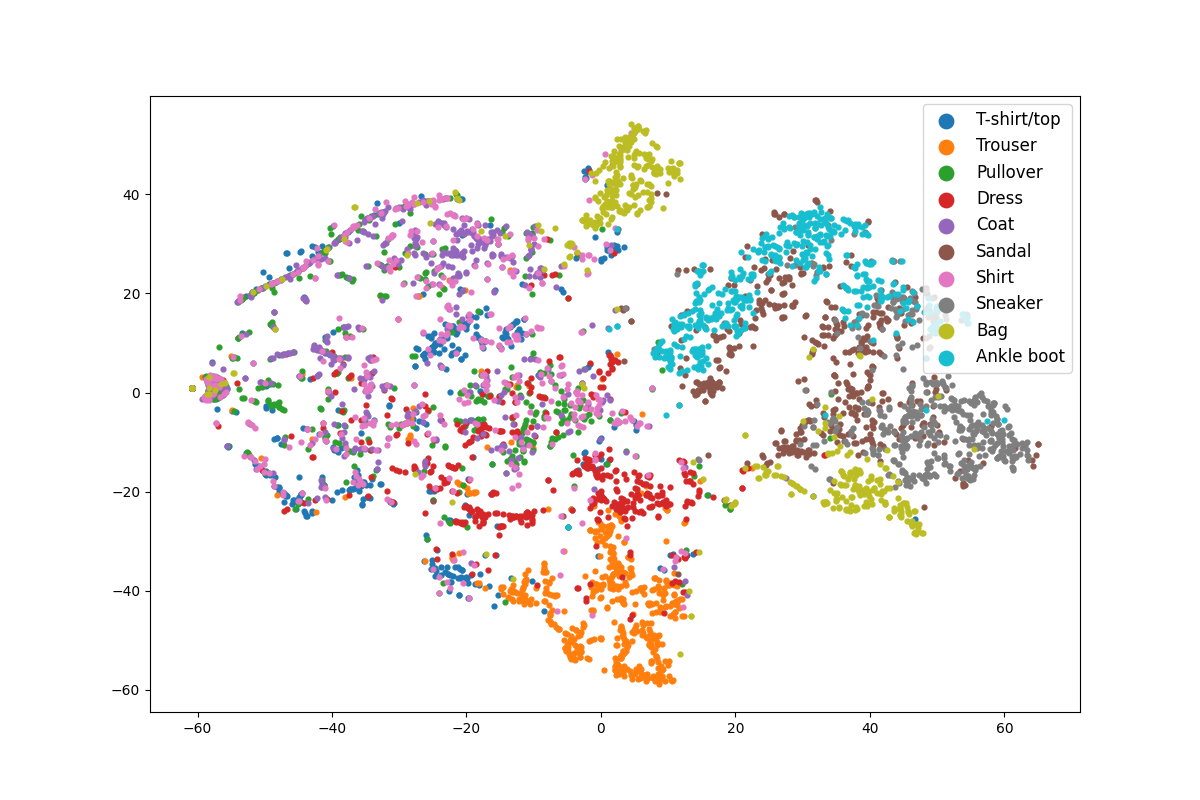 T-shirt/top
Trouser
Pullover
Dress
Coat
Sandal
Shirt
Sneaker
Bag
Ankle boot
40
20
0
−20
−40
−60
−60 −40 −20 0 20 40 60